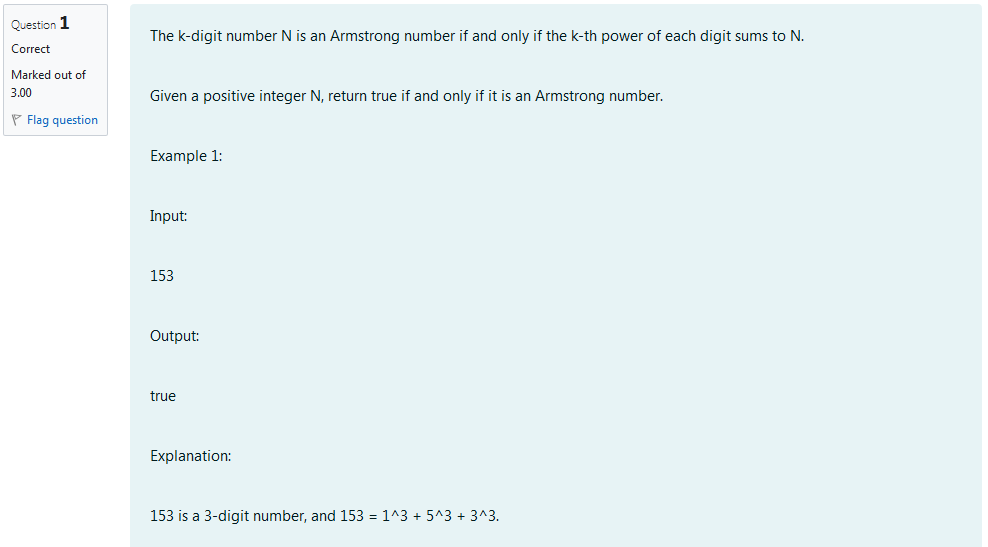 Question 1
Correct
Marked out of
3.00
Flag question
The k-digit number N is an Armstrong number if and only if the k-th power of each digit sums to N.
Given a positive integer N, return true if and only if it is an Armstrong number.
Example 1:
Input:
153
Output:
true
Explanation:
153 is a 3-digit number, and 153 = 1^3 + 5^3 + 3^3.